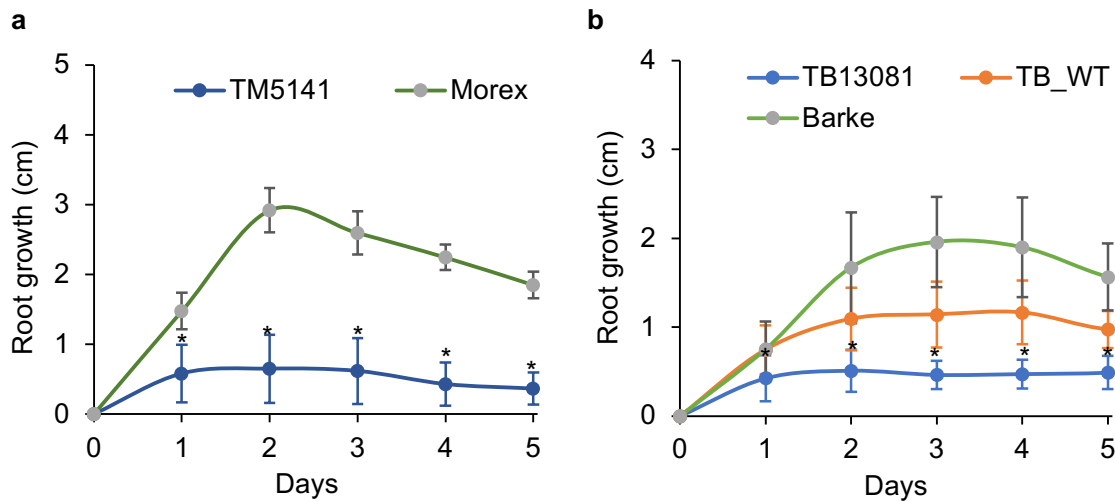 a
TM5141 Morex
Root growth (cm)
5
4
3
2
1
0
* * * * *
0 1 2 3 4 5
Days
b
TB13081 TB_WT
Barke
Root growth (cm)
4
3
2
1
0
* * * * *
0 1 2 3 4 5
Days